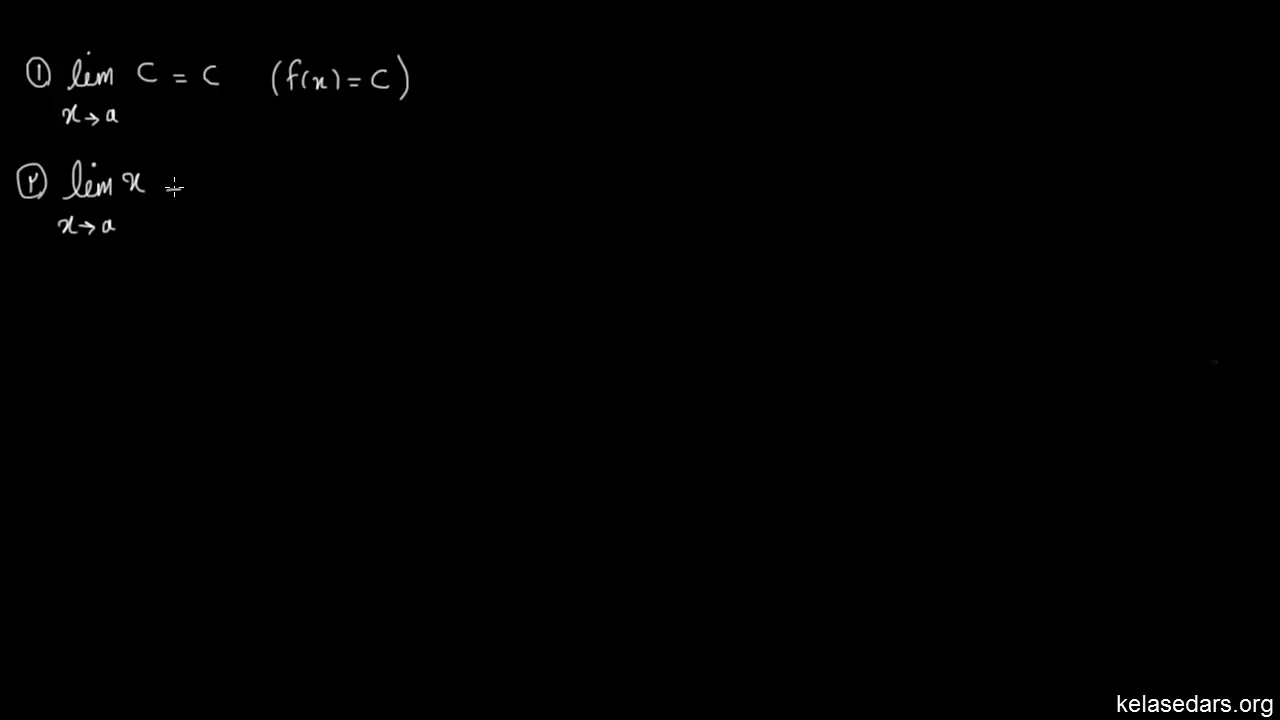 ① lim C = C (f(x) = C)
x→a
۲ lim x =
x→a
kelasedars.org